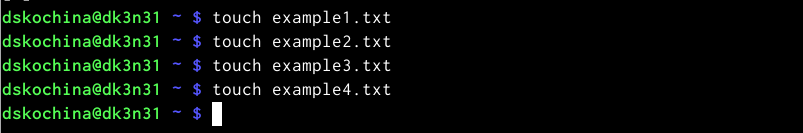 dskochina@dk3n31 ~ $ touch example1.txt
dskochina@dk3n31 ~ $ touch example2.txt
dskochina@dk3n31 ~ $ touch example3.txt
dskochina@dk3n31 ~ $ touch example4.txt
dskochina@dk3n31 ~ $